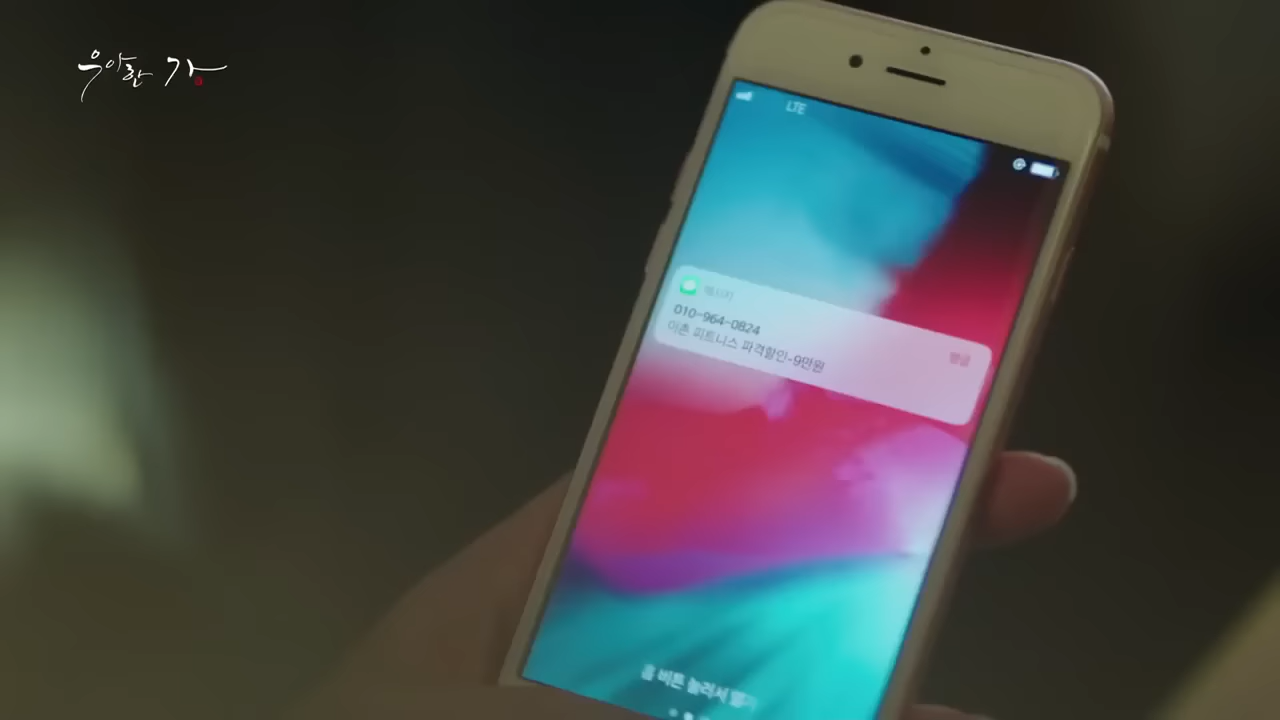 우아한 가
LTE
메시지
지금
010-964-0824
이촌 피트니스 파격할인-9만원
홈 버튼 눌러서 열기